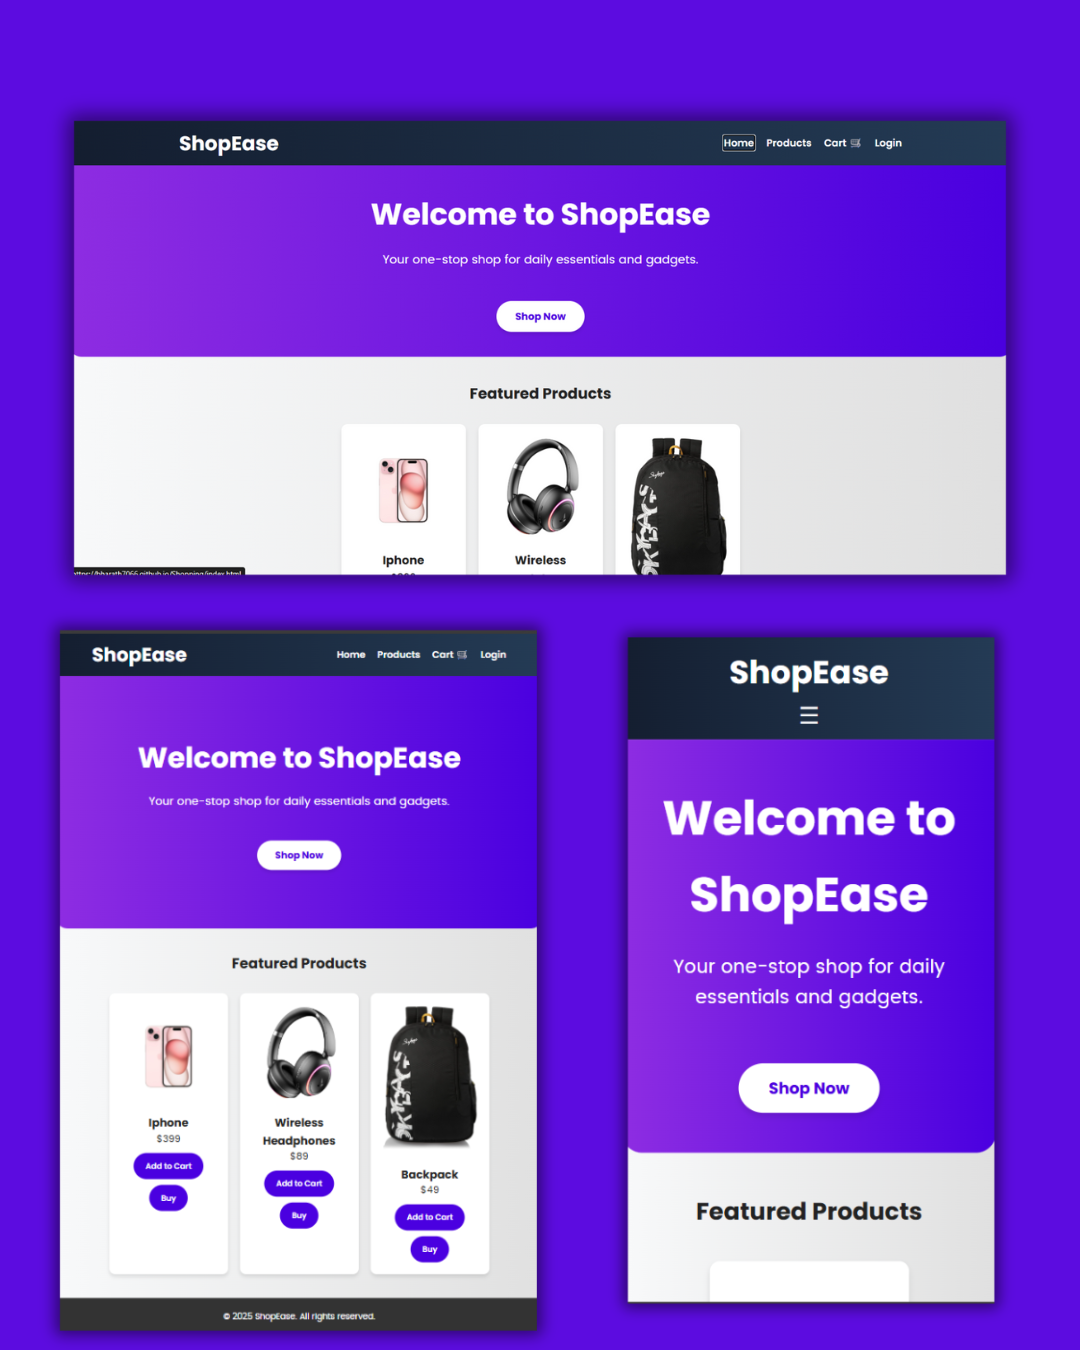 ShopEase
Home Products Cart Login
Welcome to ShopEase
Your one-stop shop for daily essentials and gadgets.
Shop Now
Featured Products
Iphone Wireless
SKYBAGS
ShopEase
Home Products Cart Login
Welcome to ShopEase
Your one-stop shop for daily essentials and gadgets.
Shop Now
Featured Products
SKYBAGS
Iphone
$399
Add to Cart
Buy
Wireless
Headphones
$89
Add to Cart
Buy
Backpack
$49
Add to Cart
Buy
© 2025 ShopEase. All rights reserved.
ShopEase
Welcome to
ShopEase
Your one-stop shop for daily
essentials and gadgets.
Shop Now
Featured Products